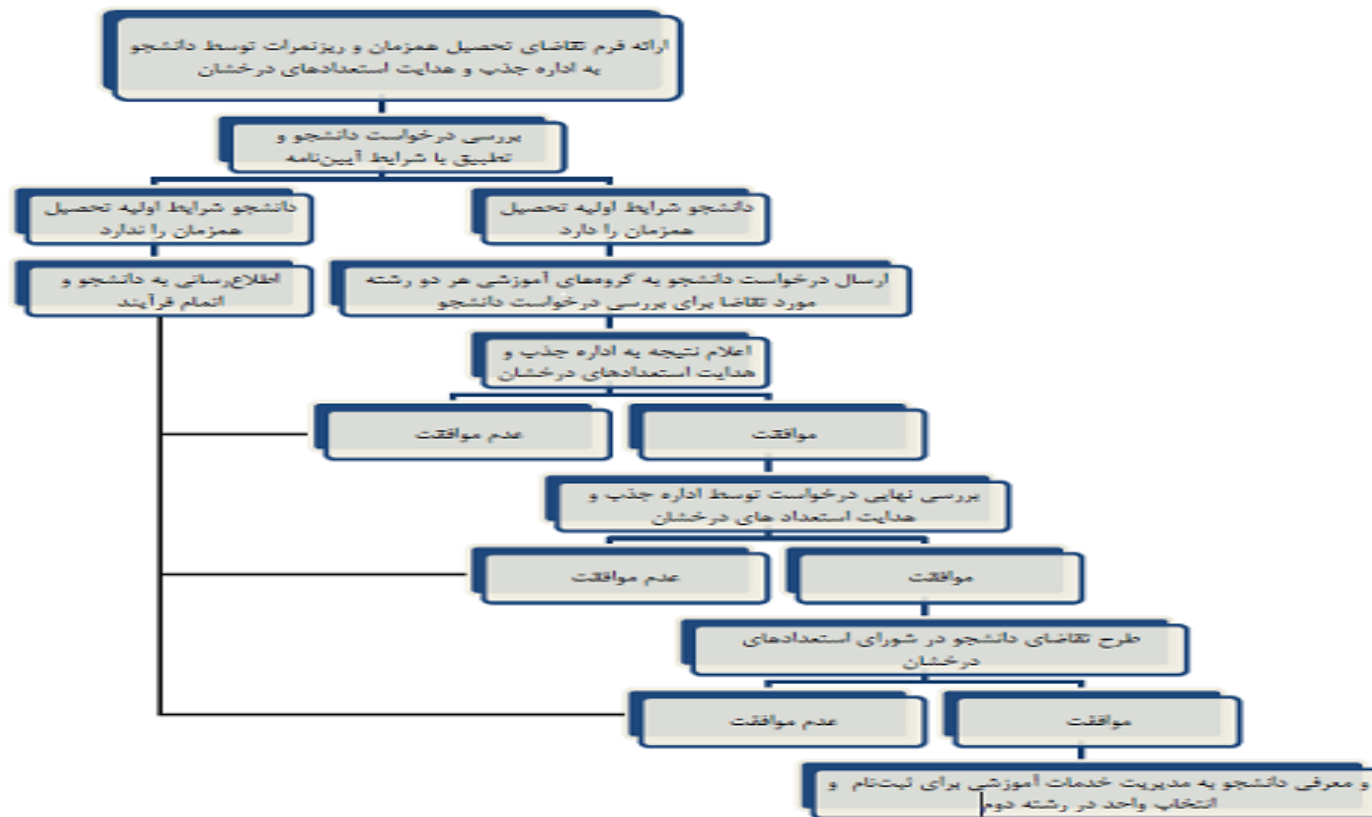 ارائه فرم تقاضای تحصیل همزمان و ریزنمرات توسط دانشجو
به اداره جذب و هدایت استعدادهای درخشان
بررسی درخواست دانشجو و
تطبیق با شرایط آیین‌نامه
دانشجو شرایط اولیه تحصیل
همزمان را دارد
دانشجو شرایط اولیه تحصیل
همزمان را ندارد
ارسال درخواست دانشجو به گروه‌های آموزشی هر دو رشته
مورد تقاضا برای بررسی درخواست دانشجو
اطلاع‌رسانی به دانشجو و
اتمام فرآیند
اعلام نتیجه به اداره جذب و
هدایت استعدادهای درخشان
موافقت
عدم موافقت
بررسی نهایی درخواست توسط اداره جذب و
هدایت استعداد های درخشان
موافقت
عدم موافقت
طرح تقاضای دانشجو در شورای استعدادهای
درخشان
موافقت
عدم موافقت
و معرفی دانشجو به مدیریت خدمات آموزشی برای ثبت‌نام و
انتخاب واحد در رشته دوم